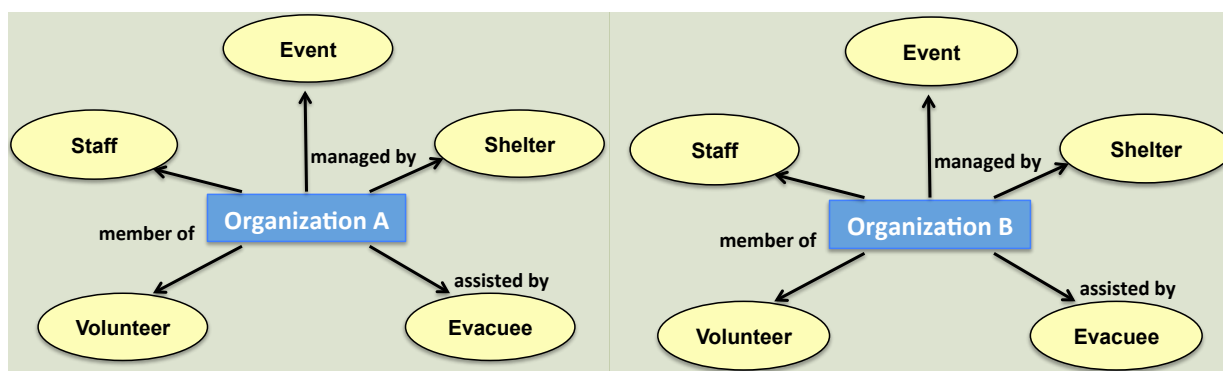 Event
Staff
Shelter
managed by
Organization A
member of
assisted by
Volunteer
Evacuee
Event
Staff
Shelter
managed by
Organization B
member of
assisted by
Volunteer
Evacuee